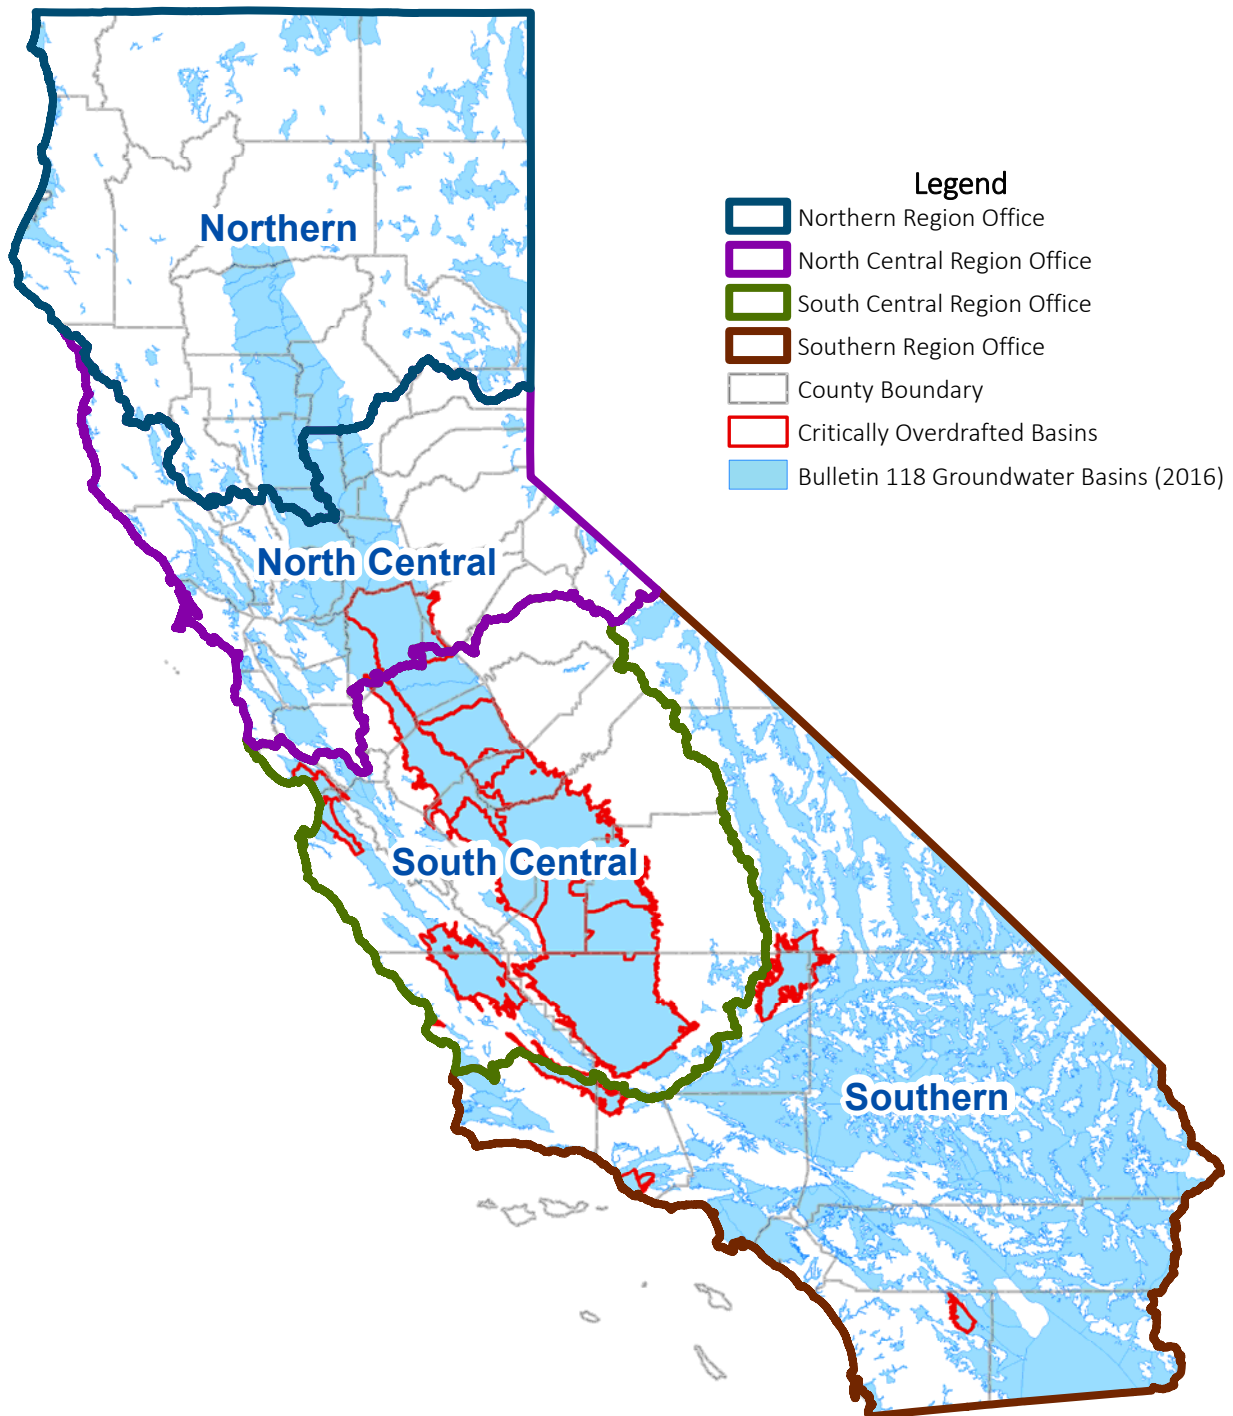 Legend
Northern Region Office
North Central Region Office
South Central Region Office
Southern Region Office
County Boundary
Critically Overdrafted Basins
Bulletin 118 Groundwater Basins (2016)
Northern
North Central
South Central
Southern